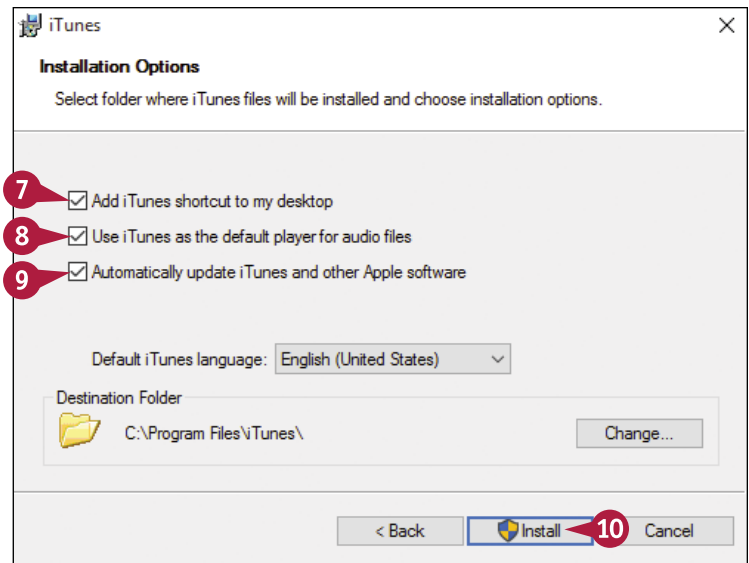 iTunes
Installation Options
Select folder where iTunes files will be installed and choose installation options.
7 Add iTunes shortcut to my desktop
8 Use iTunes as the default player for audio files
9 Automatically update iTunes and other Apple software
Default iTunes language: English (United States)
Destination Folder
C:\Program Files\iTunes\ Change...
< Back Install 10 Cancel